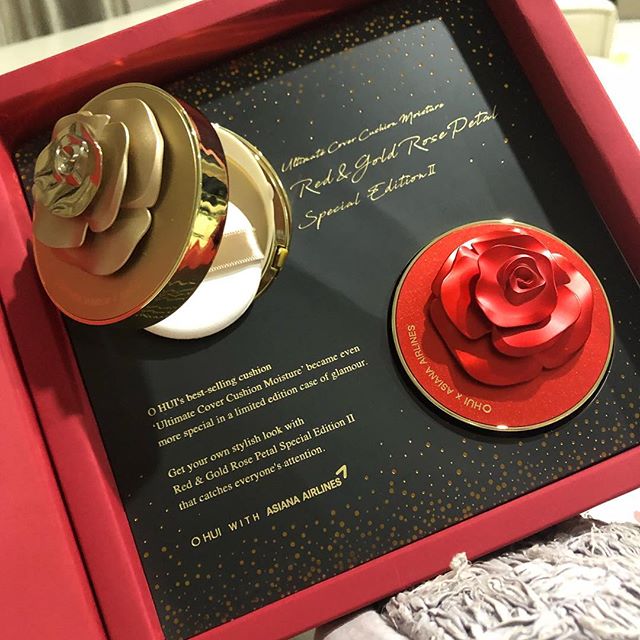 Ultimate Cover Cushion Moisture
Red & Gold Rose Petal
Special Edition II
OHUI x ASIANA AIRLINES
O HUI's best-selling cushion
'Ultimate Cover Cushion Moisture' became even
more special in a limited edition case of glamour.
Get your own stylish look with
Red & Gold Rose Petal Special Edition II
that catches everyone's attention.
OHUI WITH ASIANA AIRLINES